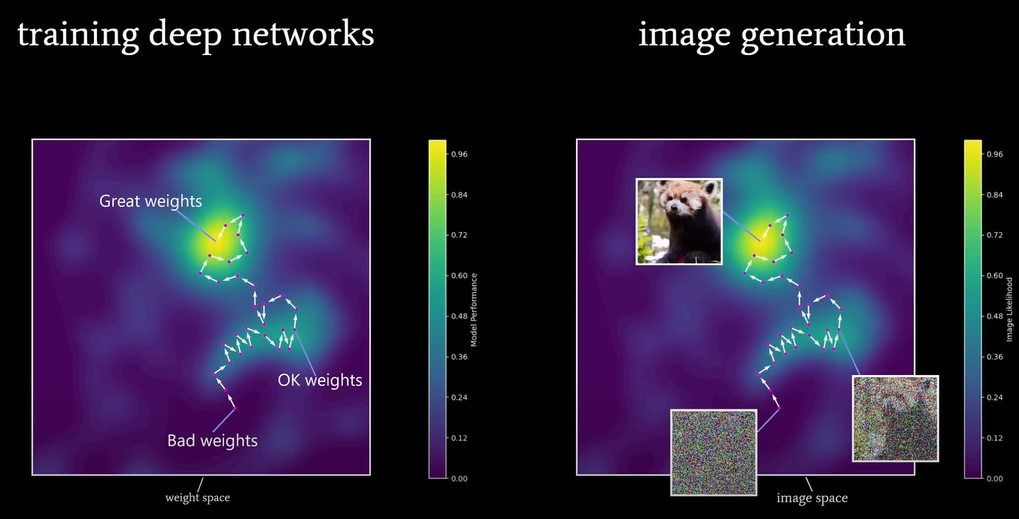 training deep networks
image generation
Great weights
OK weights
Bad weights
weight space
0.96
0.84
0.72
0.60
0.48
0.36
0.24
0.12
0.00
Model Performance
image space
0.96
0.84
0.72
0.60
0.48
0.36
0.24
0.12
0.00
Image Likelihood